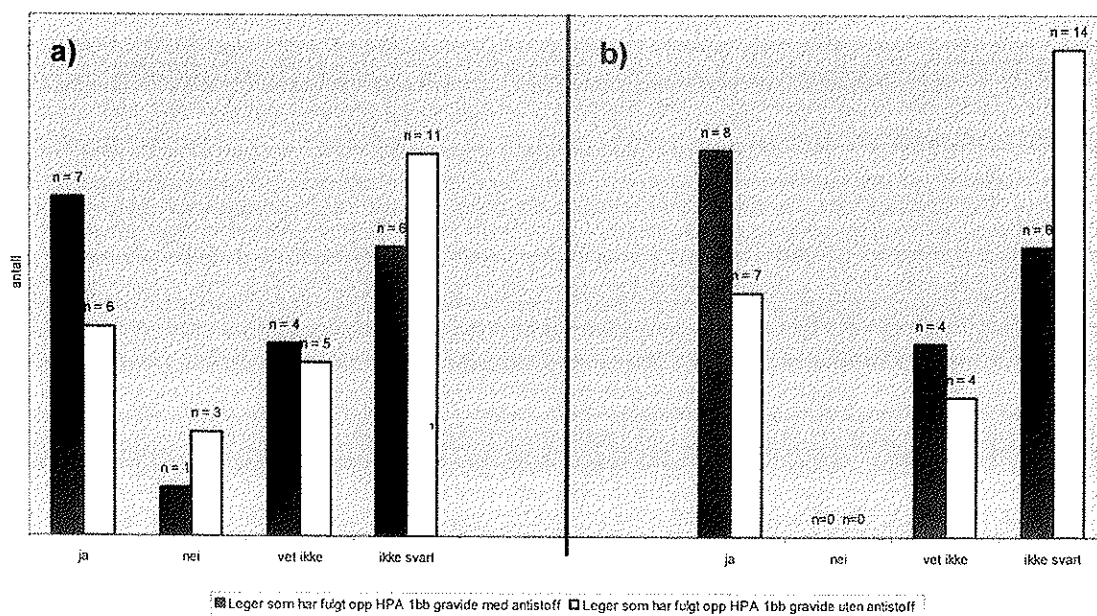 a)
b)
n = 7
n = 6
n = 1
n = 3
n = 4
n = 5
n = 6
n = 11
n = 8
n = 7
n=0 n=0
n = 4
n = 4
n = 6
n = 14
antall
ja nei vet ikke ikke svart
ja nei vet ikke ikke svart
Leger som har fulgt opp HPA 1bb gravide med antistoff Leger som har fulgt opp HPA 1bb gravide uten antistoff